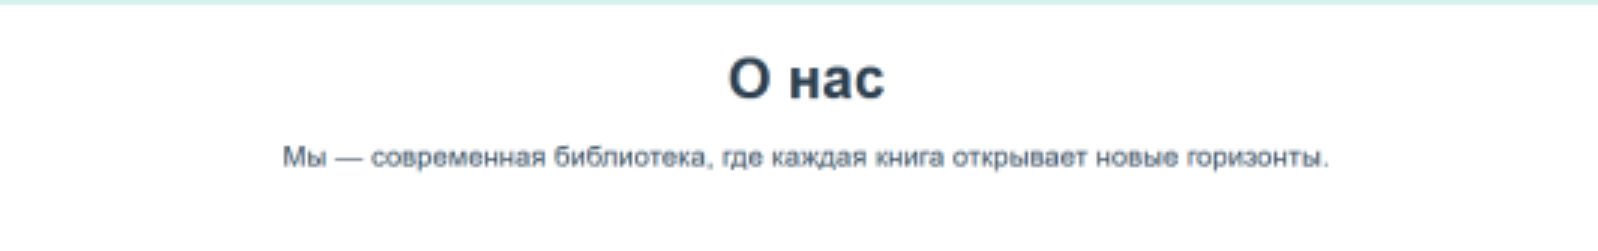 О нас
Мы — современная библиотека, где каждая книга открывает новые горизонты.